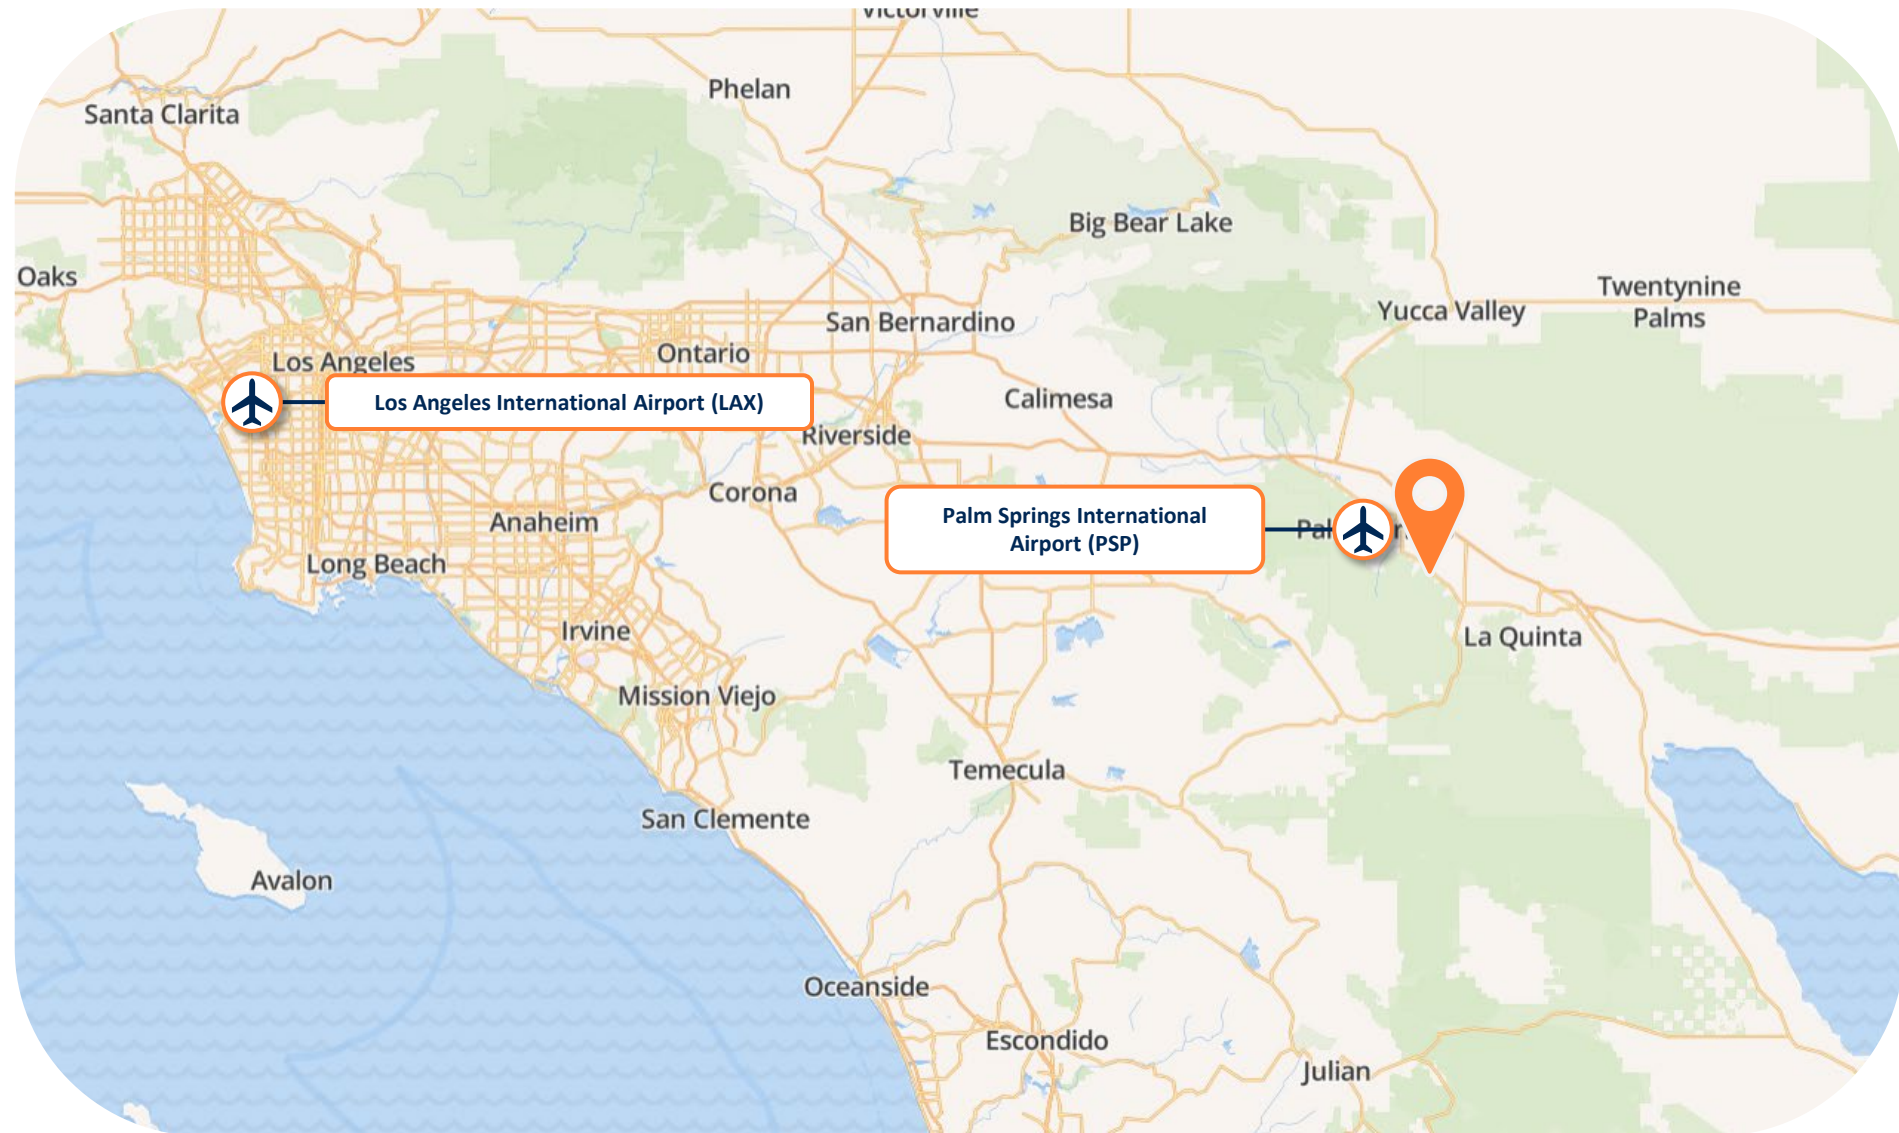 Victorville
Phelan
Santa Clarita
Big Bear Lake
Oaks
Twentynine
Palms
Yucca Valley
San Bernardino
Ontario
Los Angeles
Los Angeles International Airport (LAX)
Calimesa
Riverside
Corona
Palm Springs International
Airport (PSP)
Anaheim
Long Beach
Irvine
La Quinta
Mission Viejo
Temecula
San Clemente
Avalon
Oceanside
Escondido
Julian